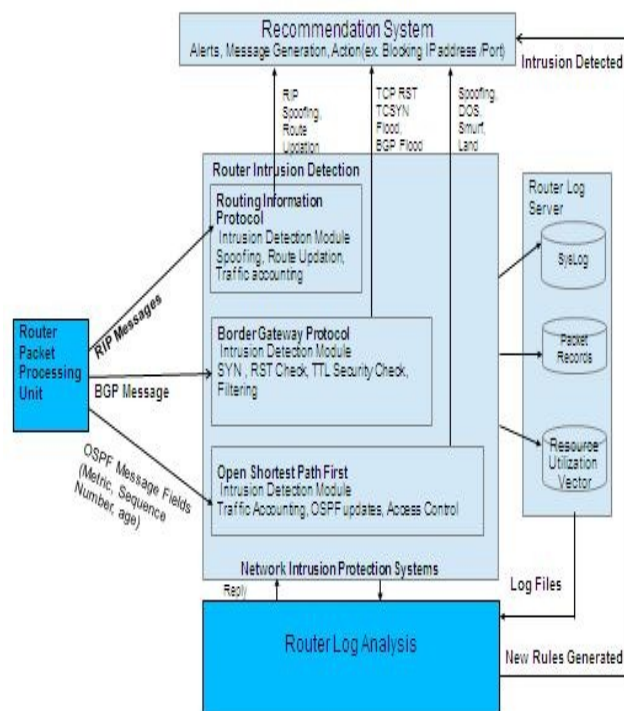 Recommendation System
Alerts, Message Generation, Action(ex. Blocking IP address /Port)
Intrusion Detected
RIP
Spoofing,
Route
Updation
TCP RST
TCSYN
Flood,
BGP Flood
Spoofing,
DOS,
Smurf,
Land
Router Intrusion Detection
Routing Information
Protocol
Intrusion Detection Module
Spoofing, Route Updation,
Traffic accounting
Router Log
Server
SysLog
Packet
Records
Resource
Utilization
Vector
Router
Packet
Processing
Unit
RIP Messages
BGP Message
OSPF Message Fields
(Metric, Sequence
Number, age)
Border Gateway Protocol
Intrusion Detection Module
SYN , RST Check, TTL Security Check,
Filtering
Open Shortest Path First
Intrusion Detection Module
Traffic Accounting, OSPF updates, Access Control
Network Intrusion Protection Systems
Reply
Log Files
Router Log Analysis
New Rules Generated